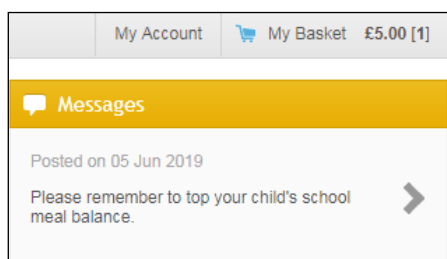 My Account My Basket £5.00 [1]
Messages
Posted on 05 Jun 2019
Please remember to top your child's school
meal balance.